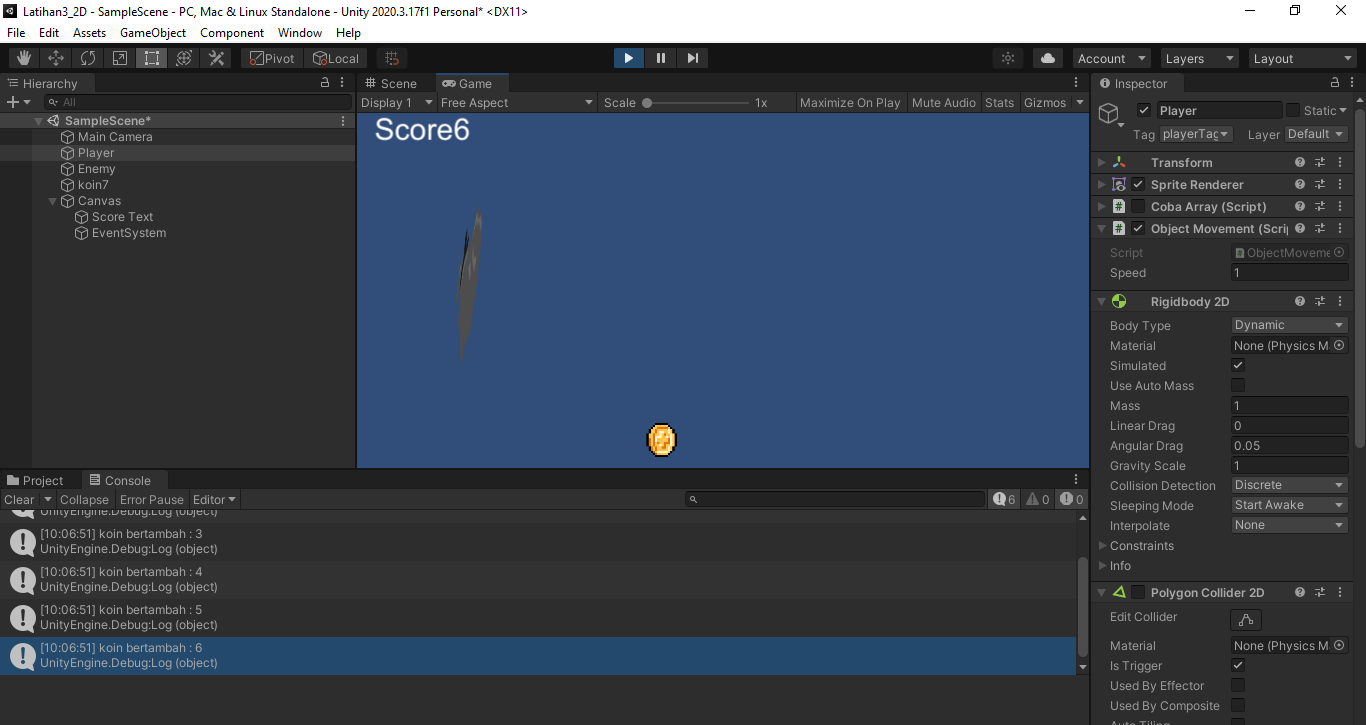 Latihan3_2D - SampleScene - PC, Mac & Linux Standalone - Unity 2020.3.17f1 Personal* <DX11>
File Edit Assets GameObject Component Window Help
Pivot Local Account Layers Layout
Hierarchy
All
SampleScene*
Main Camera
Player
Enemy
koin7
Canvas
Score Text
EventSystem
Scene Game
Display 1 Free Aspect Scale 1x Maximize On Play Mute Audio Stats Gizmos
Score6
Inspector
Player Static
Tag playerTag Layer Default
Transform
Sprite Renderer
Coba Array (Script)
Object Movement (Scri
Script ObjectMoveme
Speed 1
Rigidbody 2D
Body Type Dynamic
Material None (Physics M
Simulated
Use Auto Mass
Mass 1
Linear Drag 0
Angular Drag 0.05
Gravity Scale 1
Collision Detection Discrete
Sleeping Mode Start Awake
Interpolate None
Constraints
Info
Polygon Collider 2D
Edit Collider
Material None (Physics M
Is Trigger
Used By Effector
Used By Composite
Auto Tiling
Project Console
Clear Collapse Error Pause Editor 6 0 0
UnityEngine.Debug:Log (object)
[10:06:51] koin bertambah : 3
UnityEngine.Debug:Log (object)
[10:06:51] koin bertambah : 4
UnityEngine.Debug:Log (object)
[10:06:51] koin bertambah : 5
UnityEngine.Debug:Log (object)
[10:06:51] koin bertambah : 6
UnityEngine.Debug:Log (object)